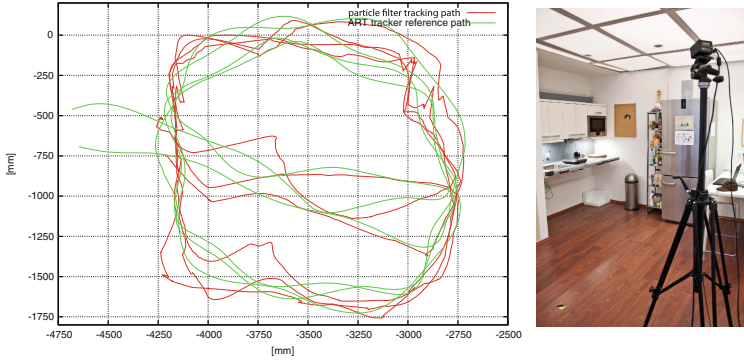 particle filter tracking path
ART tracker reference path
0
-250
-500
-750
-1000
-1250
-1500
-1750
[mm]
-4750 -4500 -4250 -4000 -3750 -3500 -3250 -3000 -2750 -2500
[mm]